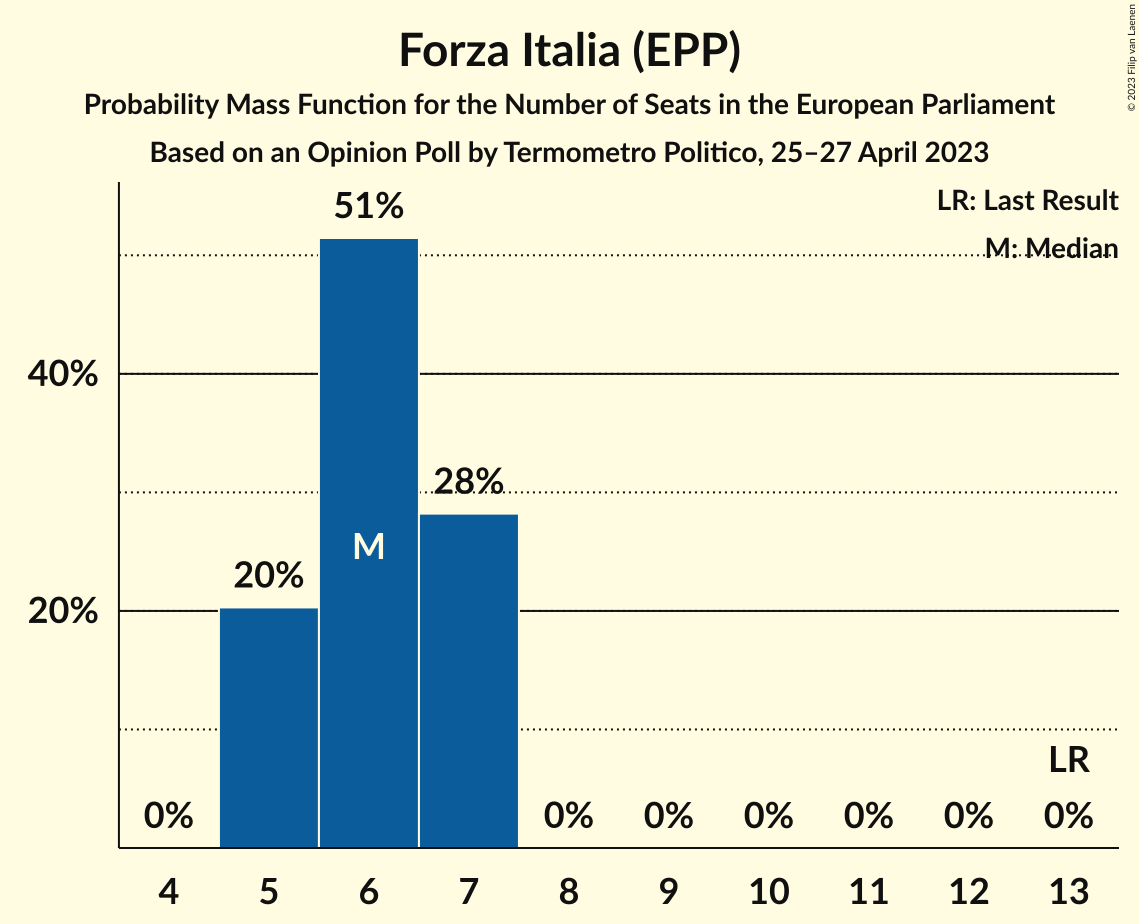 Forza Italia (EPP)
Probability Mass Function for the Number of Seats in the European Parliament
Based on an Opinion Poll by Termometro Politico, 25–27 April 2023
© 2023 Filip van Laenen
LR: Last Result
M: Median
51%
40%
28%
M
20%
20%
LR
0% 0% 0% 0% 0% 0% 0%
4 5 6 7 8 9 10 11 12 13